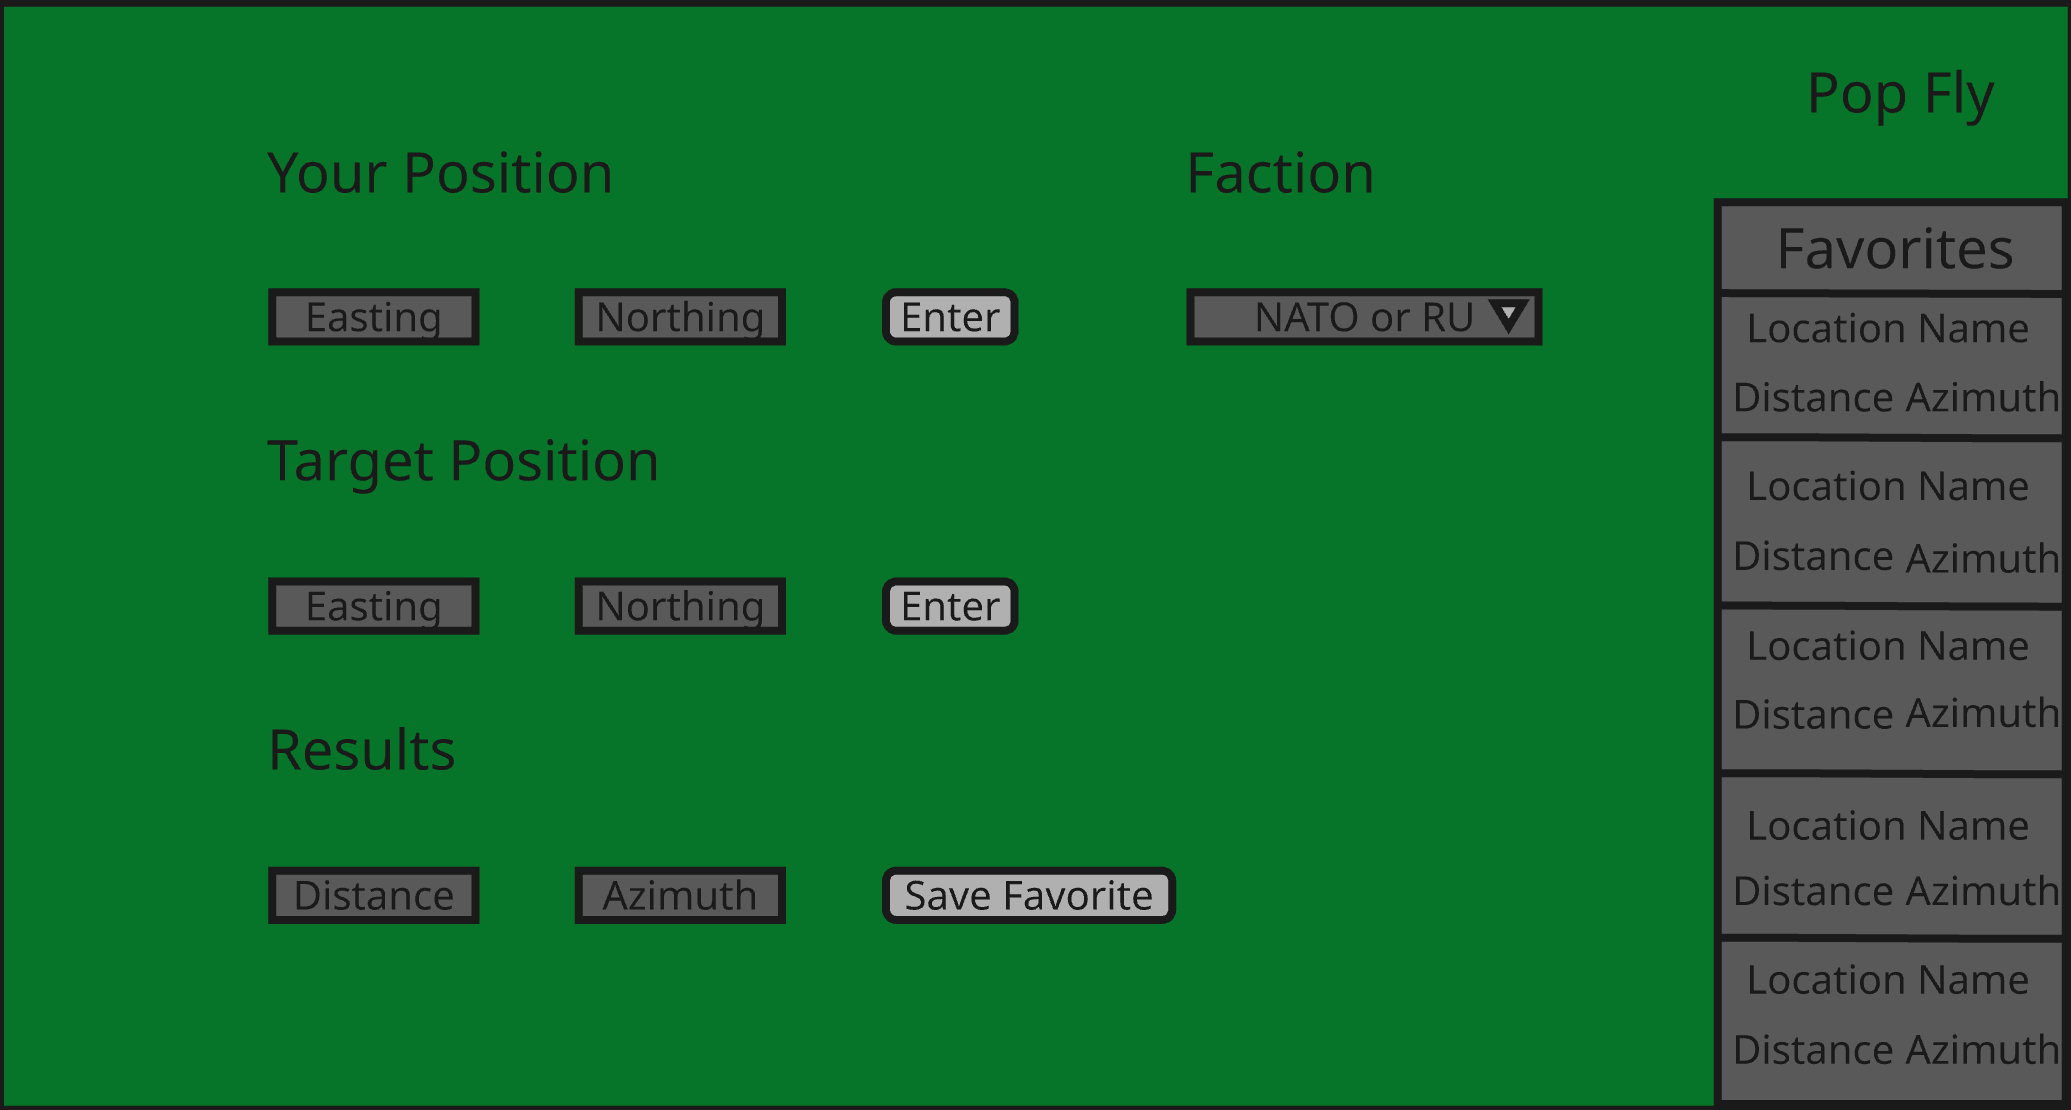 Pop Fly
Your Position
Faction
Easting
Northing
Enter
NATO or RU
Target Position
Easting
Northing
Enter
Results
Distance
Azimuth
Save Favorite
Favorites
Location Name
Distance Azimuth
Location Name
Distance Azimuth
Location Name
Distance Azimuth
Location Name
Distance Azimuth
Location Name
Distance Azimuth